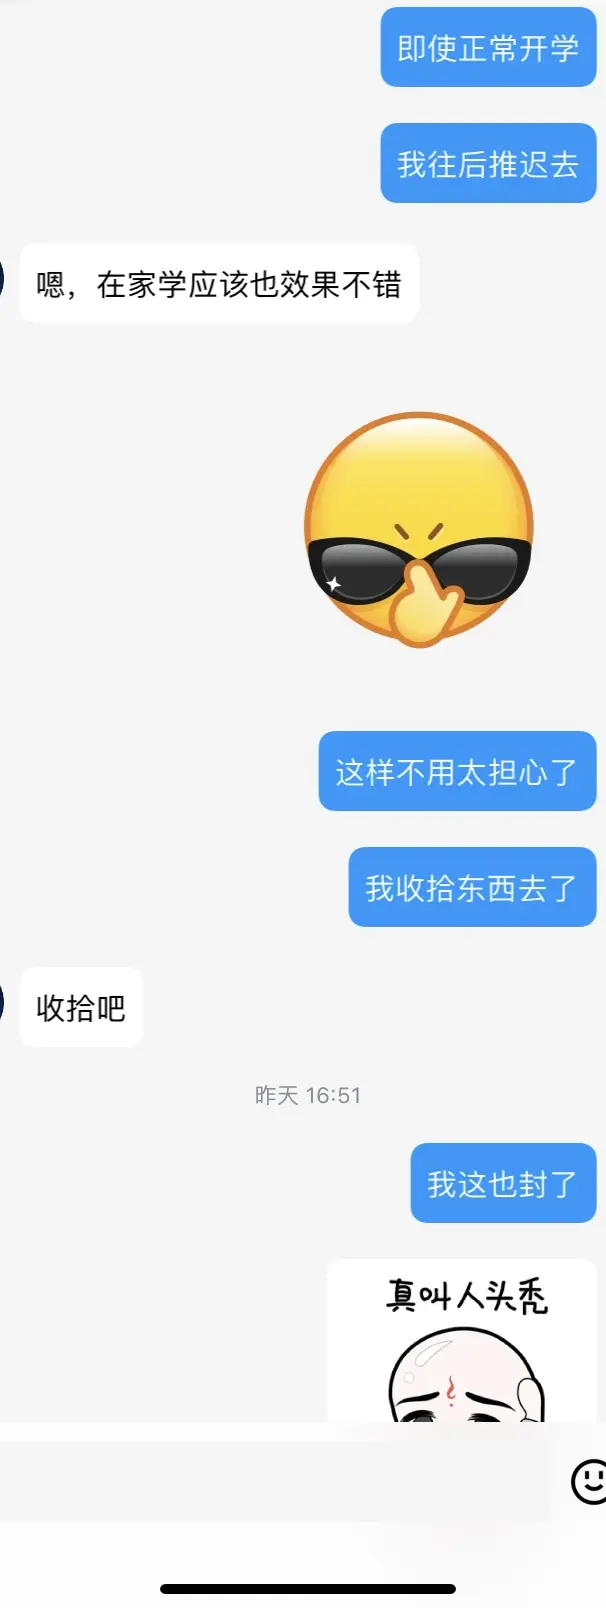 即使正常开学
我往后推迟去
嗯，在家学应该也效果不错
这样不用太担心了
我收拾东西去了
收拾吧
昨天 16:51
我这也封了
真叫人头秃